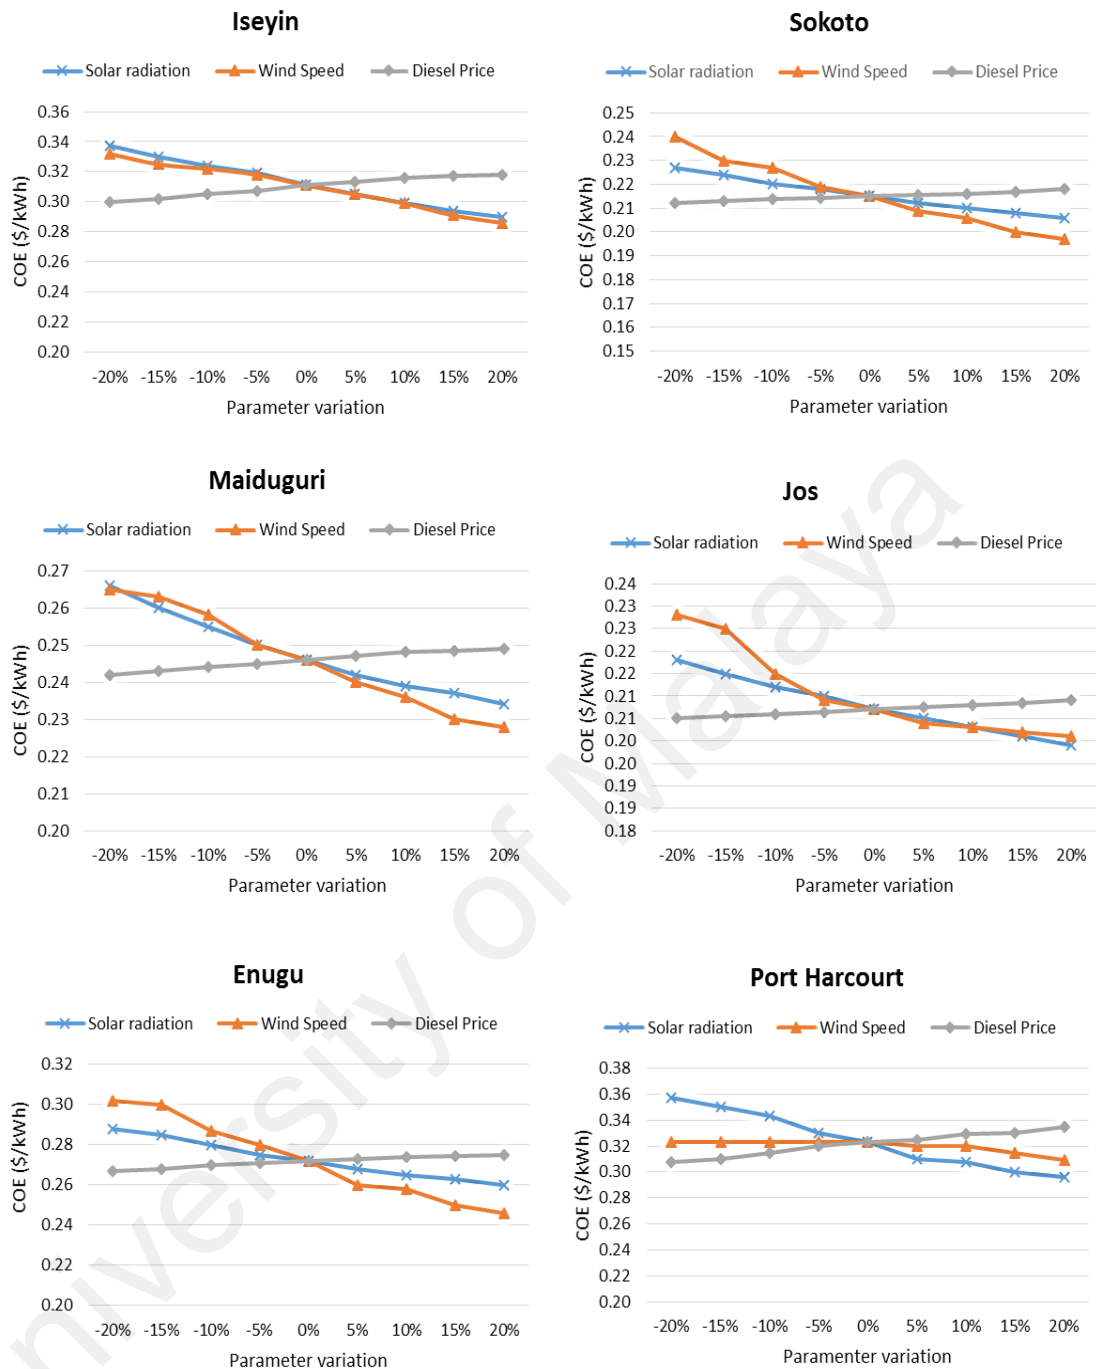 Iseyin
Solar radiation Wind Speed Diesel Price
COE ($/kWh)
0.36
0.34
0.32
0.30
0.28
0.26
0.24
0.22
0.20
-20% -15% -10% -5% 0% 5% 10% 15% 20%
Parameter variation
Sokoto
Solar radiation Wind Speed Diesel Price
COE ($/kWh)
0.25
0.24
0.23
0.22
0.21
0.20
0.19
0.18
0.17
0.16
0.15
-20% -15% -10% -5% 0% 5% 10% 15% 20%
Parameter variation
Maiduguri
Solar radiation Wind Speed Diesel Price
COE ($/kWh)
0.27
0.26
0.25
0.24
0.23
0.22
0.21
0.20
-20% -15% -10% -5% 0% 5% 10% 15% 20%
Parameter variation
Jos
Solar radiation Wind Speed Diesel Price
COE ($/kWh)
0.24
0.23
0.23
0.22
0.22
0.21
0.21
0.20
0.20
0.19
0.19
0.18
-20% -15% -10% -5% 0% 5% 10% 15% 20%
Parameter variation
Enugu
Solar radiation Wind Speed Diesel Price
COE ($/kWh)
0.32
0.30
0.28
0.26
0.24
0.22
0.20
-20% -15% -10% -5% 0% 5% 10% 15% 20%
Parameter variation
Port Harcourt
Solar radiation Wind Speed Diesel Price
COE ($/kWh)
0.38
0.36
0.34
0.32
0.30
0.28
0.26
0.24
0.22
0.20
-20% -15% -10% -5% 0% 5% 10% 15% 20%
Paramenter variation
niversity of Malaya